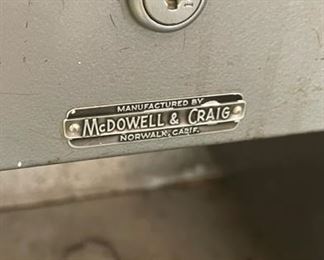 MANUFACTURED BY
McDOWELL & CRAIG
NORWALK, CALIF.